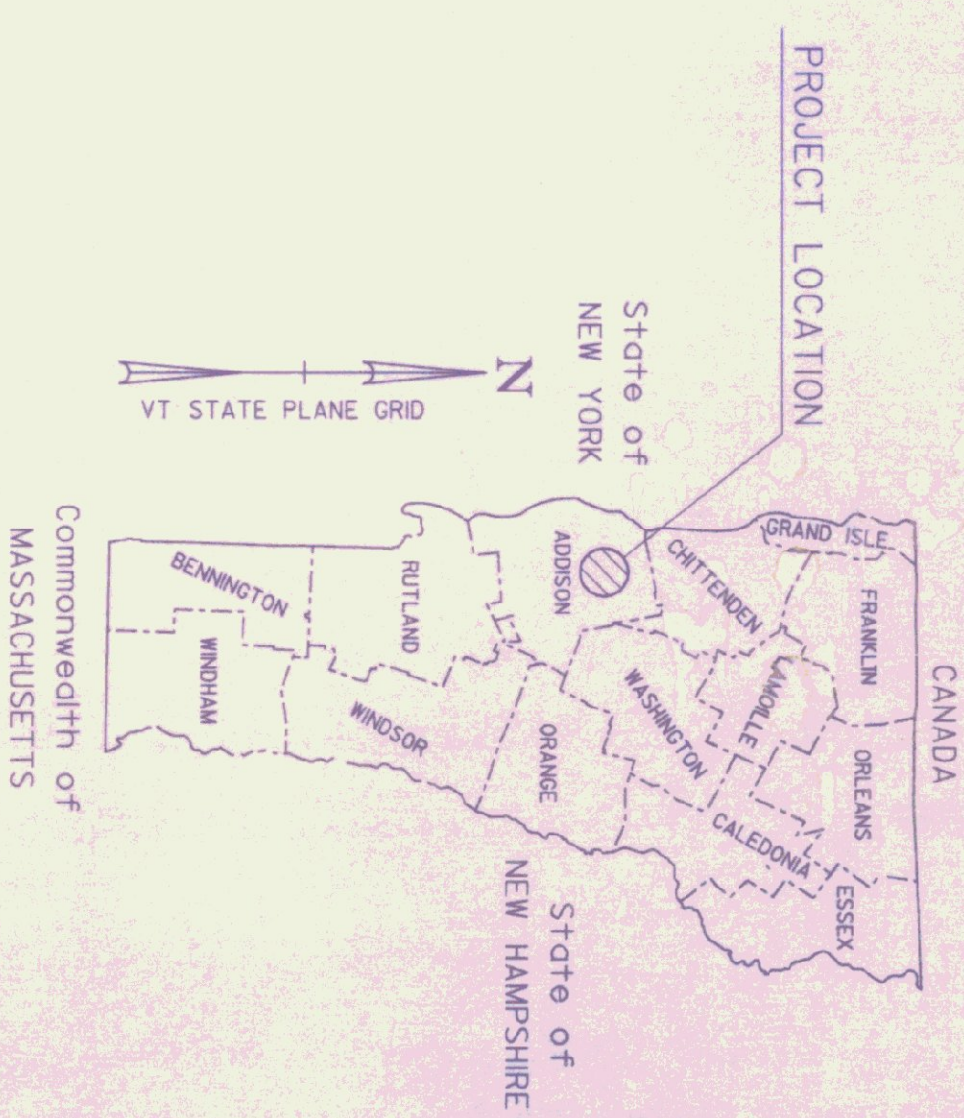 PROJECT LOCATION
CANADA
GRAND ISLE
FRANKLIN
ORLEANS
ESSEX
CHITTENDEN
LAMOILLE
CALEDONIA
State of
NEW YORK
WASHINGTON
ADDISON
ORANGE
State of
NEW HAMPSHIRE
N
VT STATE PLANE GRID
RUTLAND
WINDSOR
BENNINGTON
WINDHAM
Commonwealth of
MASSACHUSETTS